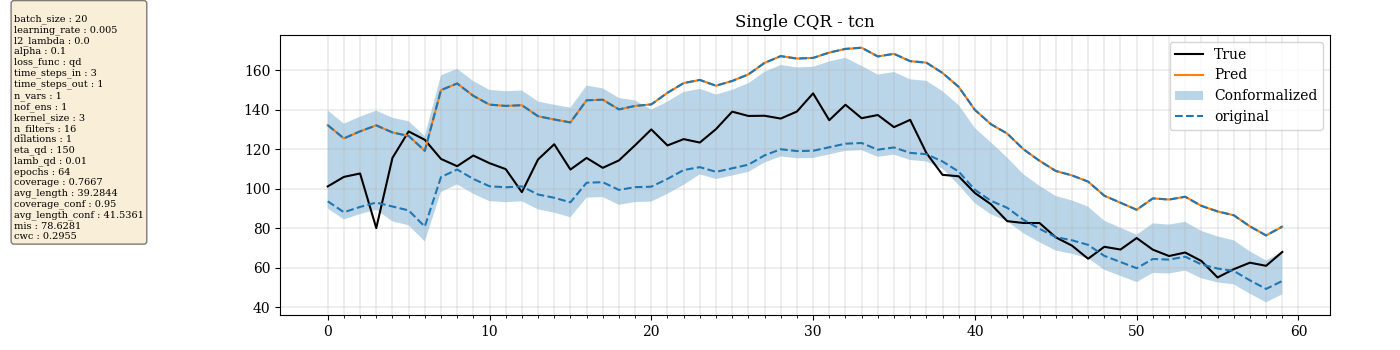 batch_size : 20
learning_rate : 0.005
l2_lambda : 0.0
alpha : 0.1
loss_func : qd
time_steps_in : 3
time_steps_out : 1
n_vars : 1
nof_ens : 1
kernel_size : 3
n_filters : 16
dilations : 1
eta_qd : 150
lamb_qd : 0.01
epochs : 64
coverage : 0.7667
avg_length : 39.2844
coverage_conf : 0.95
avg_length_conf : 41.5361
mis : 78.6281
cwc : 0.2955
Single CQR - tcn
160
140
120
100
80
60
40
0 10 20 30 40 50 60
True
Pred
Conformalized
original